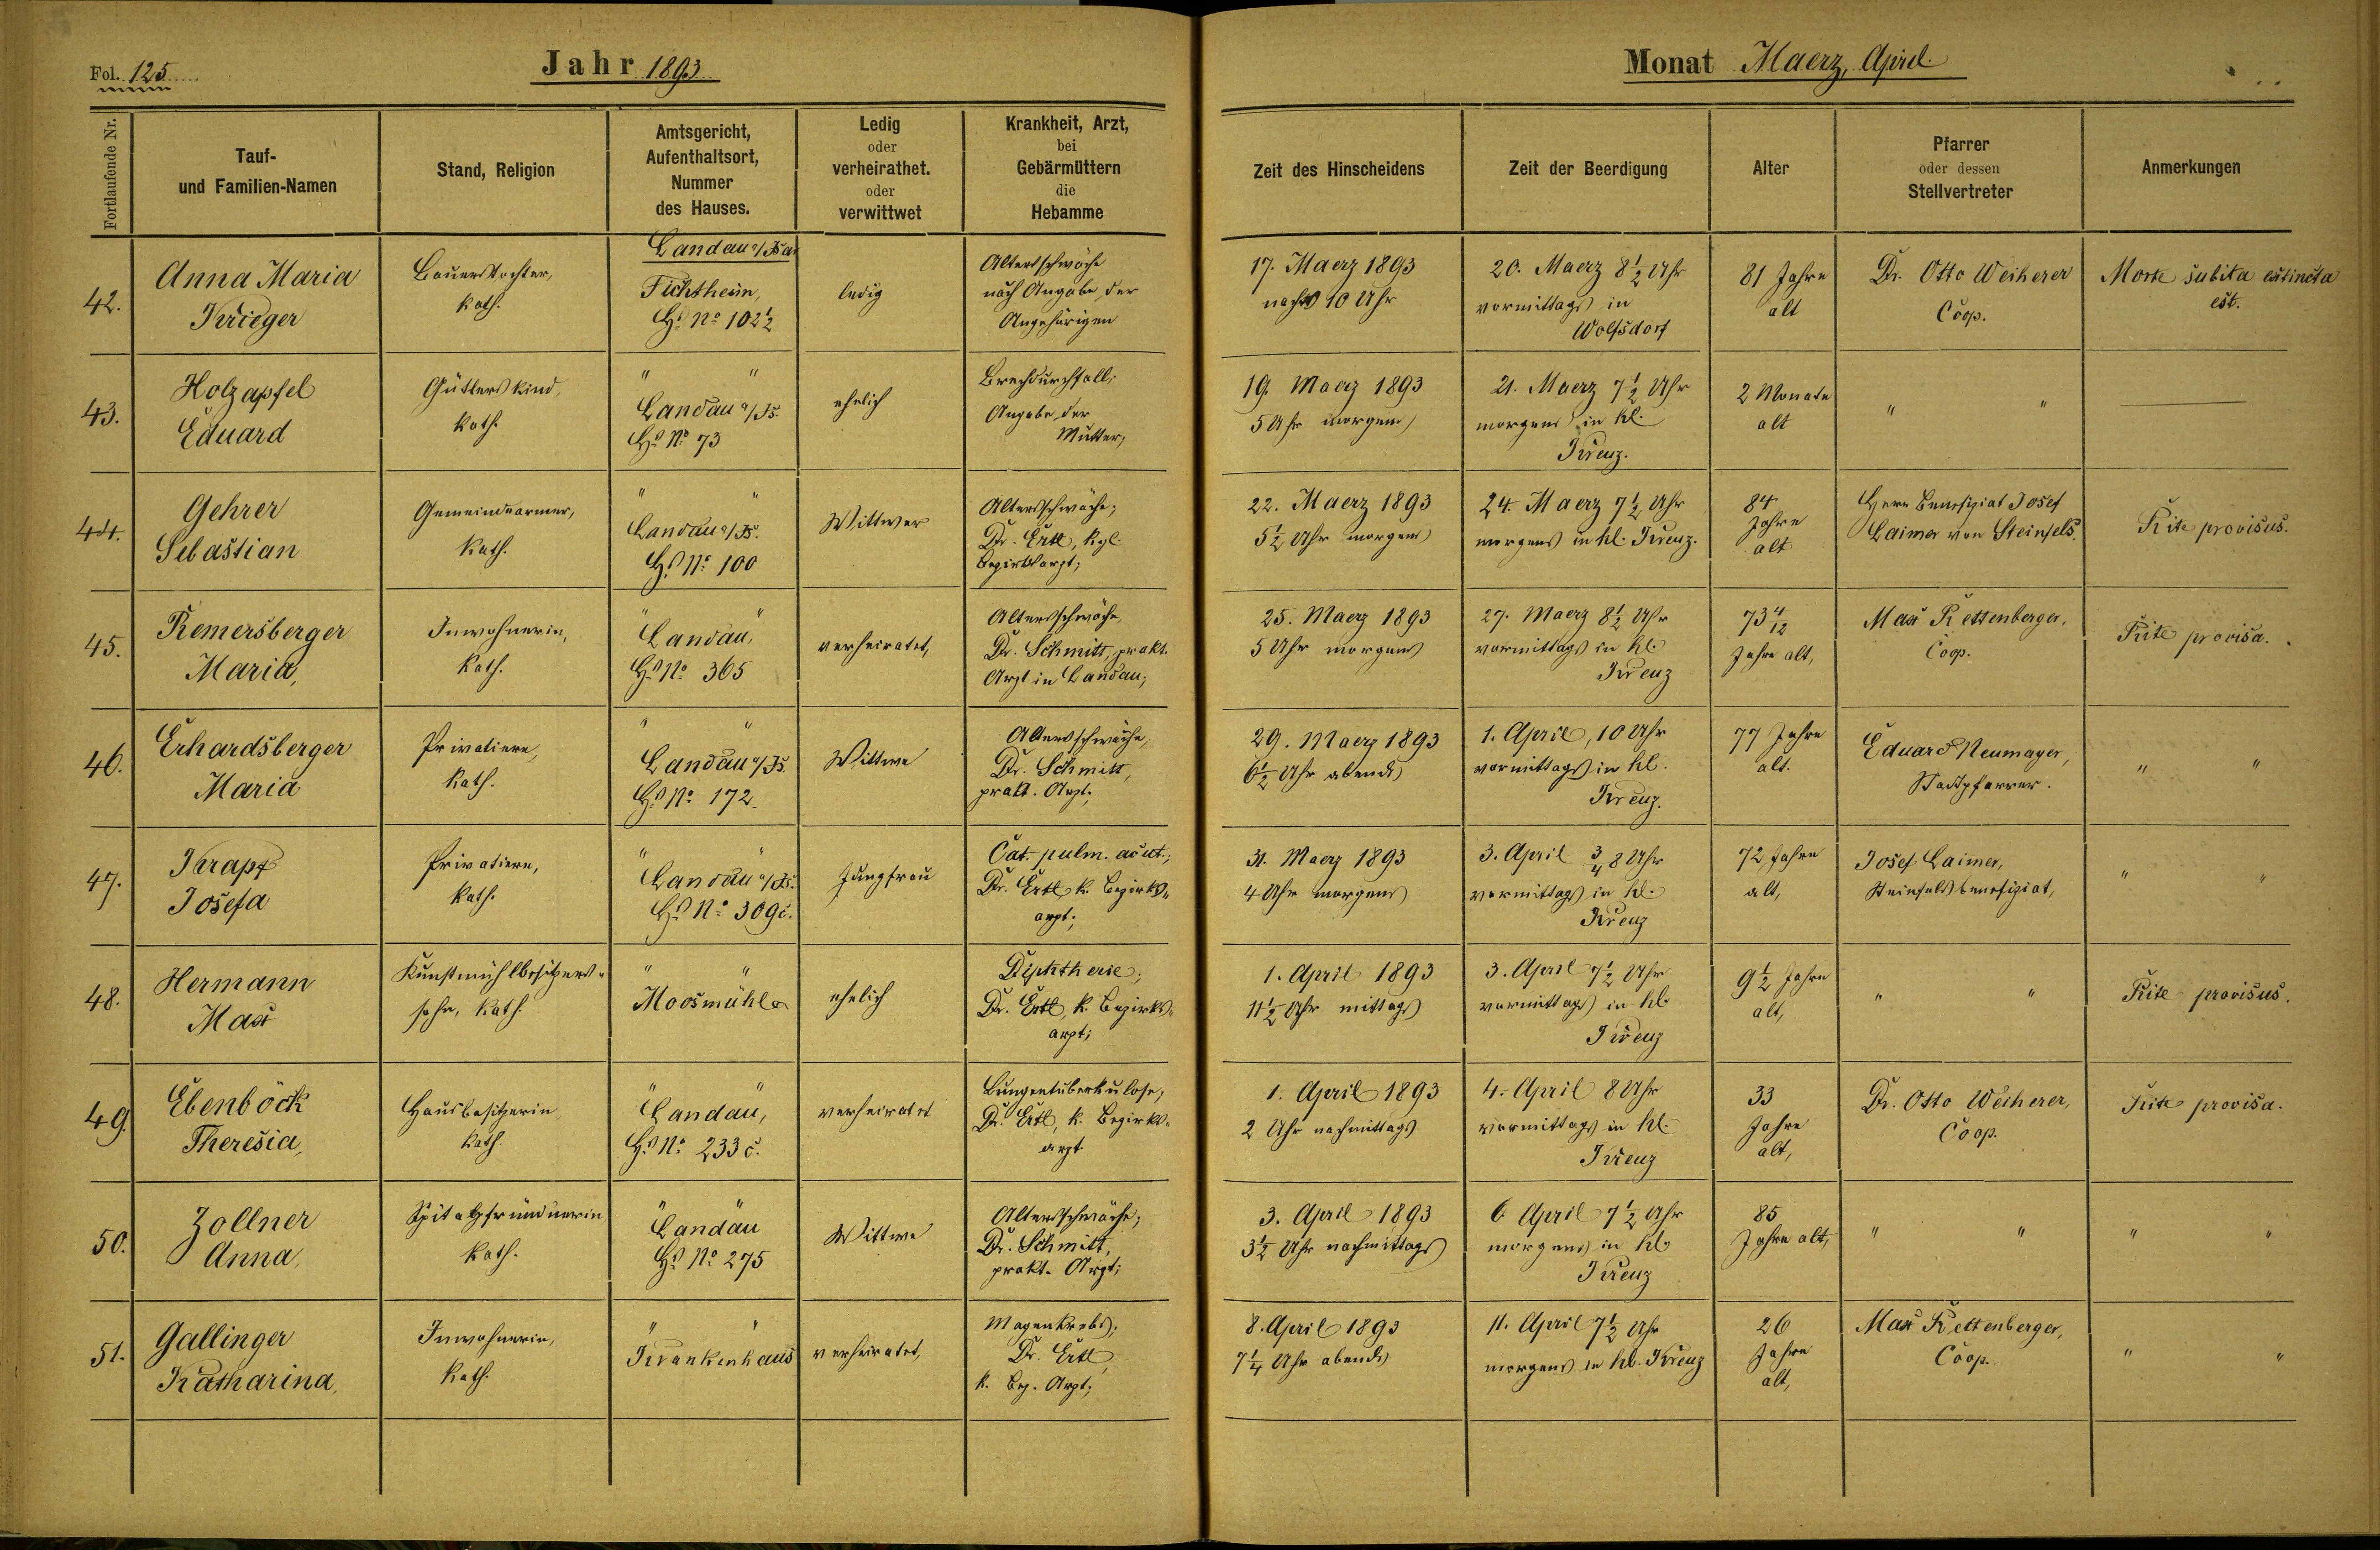 Fol. 125
Jahr 1893
Monat Maerz, April.
Fortlaufende Nr.
Tauf-
und Familien-Namen
Stand, Religion
Amtsgericht,
Aufenthaltsort,
Nummer
des Hauses.
Ledig
oder
verheirathet.
oder
verwittwet
Krankheit, Arzt,
bei
Gebärmüttern
die
Hebamme
Zeit des Hinscheidens
Zeit der Beerdigung
Alter
Pfarrer
oder dessen
Stellvertreter
Anmerkungen
42.
Anna Maria
Krieger
Bauerstochter,
kath.
Landau a/Isar
Fichtheim,
Hs. No 102½
ledig
Altersschwäche
nach Angabe der
Angehörigen
17. Maerz 1893
nachts 10 Uhr
20. Maerz 8½ Uhr
vormittags in
Wolfsdorf
81 Jahre
alt
Dr. Otto Weiherer
Coop.
Morte subita extincta
est.
43.
Holzapfel
Eduard
Gütlerskind,
kath.
" "
Landau a/Is.
Hs. No 73
ehelich
Brechdurchfall;
Angabe der
Mutter;
19. Maerz 1893
5 Uhr morgens
21. Maerz 7½ Uhr
morgens in hl.
Kreuz.
2 Monate
alt
" "
44.
Gehrer
Sebastian
Gemeindearmer,
kath.
" "
Landau a/Is.
Hs. No 100
Wittwer
Altersschwäche;
Dr. Ertl, kgl.
Bezirksarzt;
22. Maerz 1893
5½ Uhr morgens
24. Maerz 7½ Uhr
morgens in hl. Kreuz.
84
Jahre
alt
Herr Benefiziat Josef
Laimer von Steinfels.
Rite provisus.
45.
Remersberger
Maria,
Inwohnerin,
kath.
" "
Landau,
Hs. No 365
verheiratet,
Altersschwäche,
Dr. Schmitt, prakt.
Arzt in Landau;
25. Maerz 1893
5 Uhr morgens
27. Maerz 8½ Uhr
vormittags in hl.
Kreuz
73 4/12
Jahre alt,
Max Rettenberger,
Coop.
Rite provisa.
46.
Erhardsberger
Maria
Privatiere,
kath.
" "
Landau a/Is.
Hs. No 172.
Wittwe
Altersschwäche,
Dr. Schmitt,
prakt. Arzt;
29. Maerz 1893
6½ Uhr abends
1. April, 10 Uhr
vormittags in hl.
Kreuz.
77 Jahre
alt.
Eduard Neumayer,
Stadtpfarrer.
" "
47.
Krapf
Josefa
Privatiere,
kath.
" "
Landau a/Is.
Hs. No 309c.
Jungfrau
Cat. pulm. acut.;
Dr. Ertl, k. Bezirks-
arzt;
31. Maerz 1893
4 Uhr morgens
3. April ¾8 Uhr
vormittags in hl.
Kreuz
72 Jahre
alt,
Josef Laimer,
Steinfelsbenefiziat,
" "
48.
Hermann
Max
Kunstmühlbesitzers-
sohn, kath.
" "
Moosmühle
ehelich
Diphtherie;
Dr. Ertl, k. Bezirks-
arzt;
1. April 1893
11½ Uhr mittags
3. April 7½ Uhr
vormittags in hl.
Kreuz
9½ Jahre
alt,
" "
Rite provisus.
49.
Ebenböck
Theresia,
Hausbesitzerin
kath.
" "
Landau,
Hs. No 233c.
verheiratet
Lungentuberkulose;
Dr. Ertl, k. Bezirks-
arzt.
1. April 1893
2 Uhr nachmittags
4. April 8 Uhr
vormittags in hl.
Kreuz
33
Jahre
alt,
Dr. Otto Weiherer,
Coop.
Rite provisa.
50.
Zollner
Anna,
Spitalpfründnerin
kath.
" "
Landau
Hs. No 275
Wittwe
Altersschwäche;
Dr. Schmitt,
prakt. Arzt;
3. April 1893
3½ Uhr nachmittags
6 April 7½ Uhr
morgens in hl.
Kreuz
85
Jahre alt,
" "
" "
51.
Gallinger
Katharina,
Inwohnerin,
kath.
" "
Krankenhaus
verheiratet,
Magenkrebs;
Dr. Ertl,
k. Bez. Arzt;
8. April 1893
7¼ Uhr abends
11. April 7½ Uhr
morgens in hl. Kreuz
26
Jahre
alt,
Max Rettenberger,
Coop.
" "